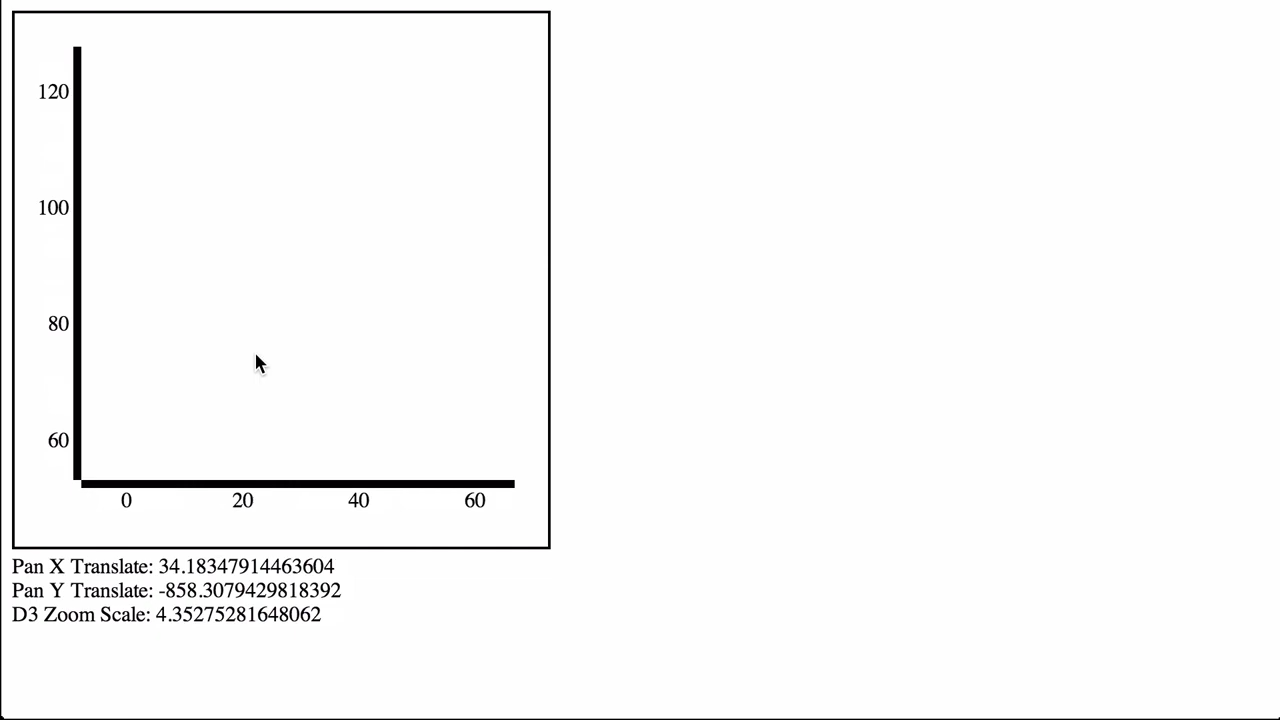 120
100
80
60
0 20 40 60
Pan X Translate: 34.18347914463604
Pan Y Translate: -858.3079429818392
D3 Zoom Scale: 4.35275281648062